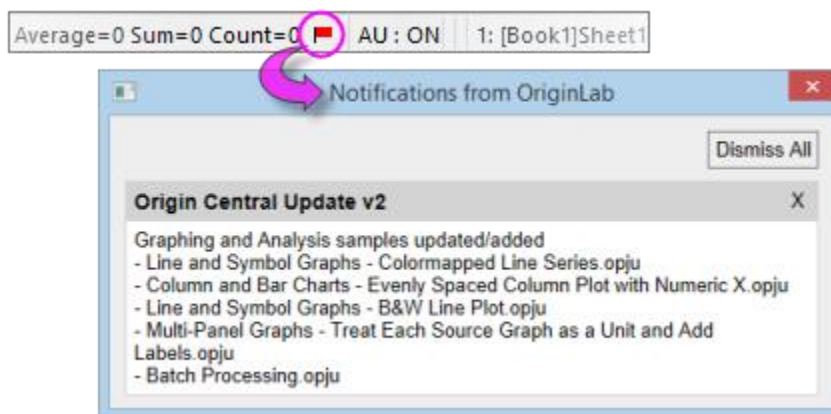 Average=0 Sum=0 Count=0 AU : ON 1: [Book1]Sheet1
Notifications from OriginLab
Dismiss All
Origin Central Update v2 X
Graphing and Analysis samples updated/added
- Line and Symbol Graphs - Colormapped Line Series.opju
- Column and Bar Charts - Evenly Spaced Column Plot with Numeric X.opju
- Line and Symbol Graphs - B&W Line Plot.opju
- Multi-Panel Graphs - Treat Each Source Graph as a Unit and Add
Labels.opju
- Batch Processing.opju